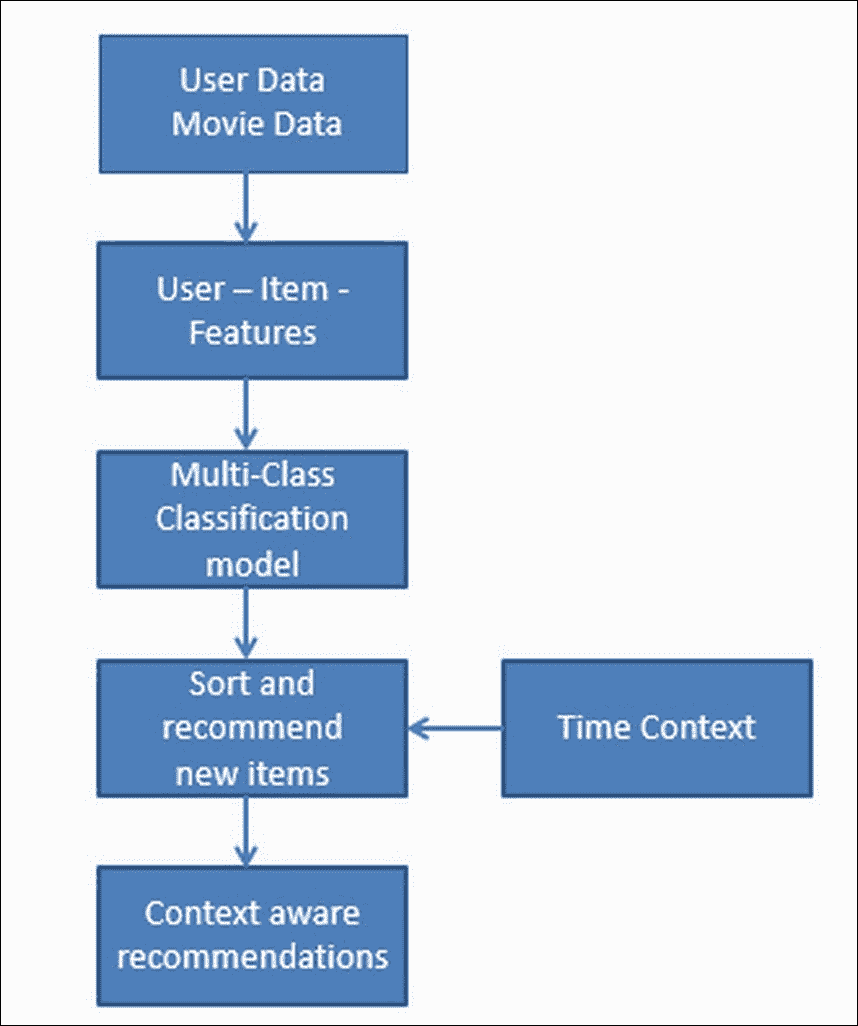 User Data
Movie Data
User – Item -
Features
Multi-Class
Classification
model
Sort and
recommend
new items
Time Context
Context aware
recommendations